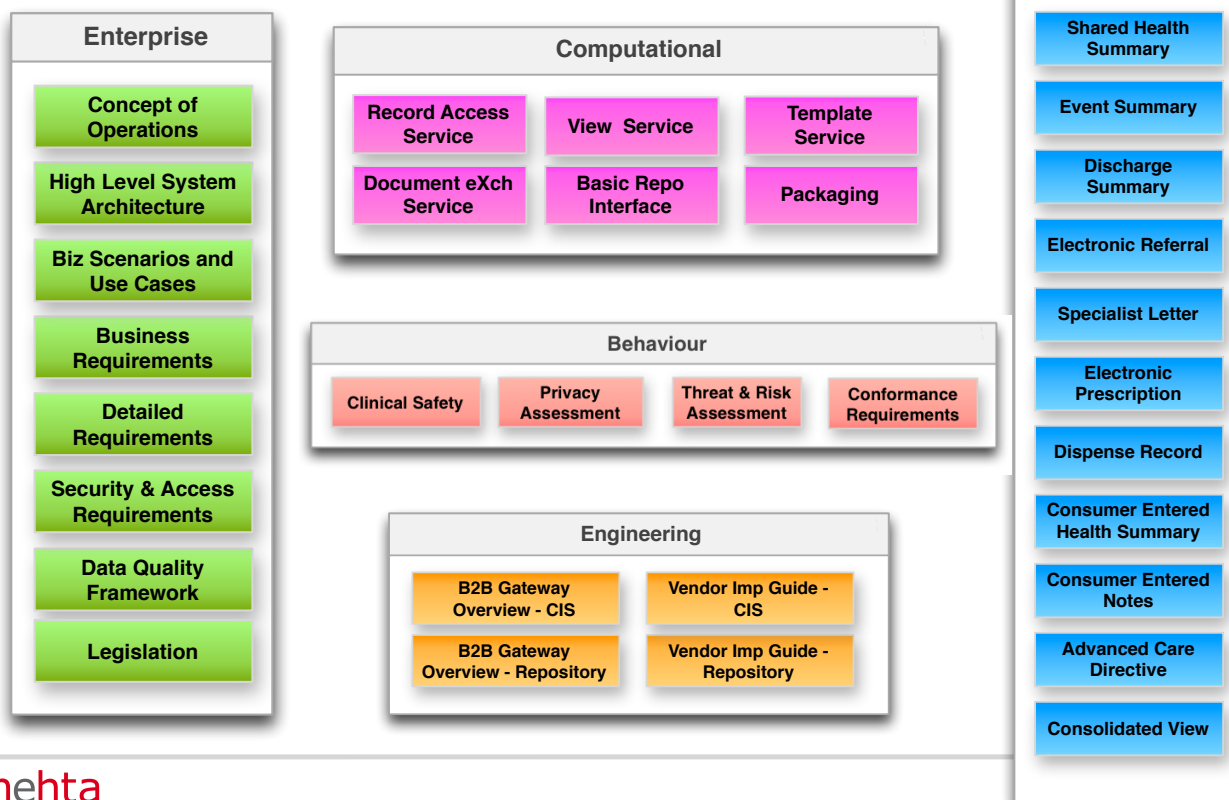 Enterprise
Concept of
Operations
High Level System
Architecture
Biz Scenarios and
Use Cases
Business
Requirements
Detailed
Requirements
Security & Access
Requirements
Data Quality
Framework
Legislation
Computational
Record Access
Service
View Service
Template
Service
Document eXch
Service
Basic Repo
Interface
Packaging
Behaviour
Clinical Safety
Privacy
Assessment
Threat & Risk
Assessment
Conformance
Requirements
Engineering
B2B Gateway
Overview - CIS
Vendor Imp Guide -
CIS
B2B Gateway
Overview - Repository
Vendor Imp Guide -
Repository
Shared Health
Summary
Event Summary
Discharge
Summary
Electronic Referral
Specialist Letter
Electronic
Prescription
Dispense Record
Consumer Entered
Health Summary
Consumer Entered
Notes
Advanced Care
Directive
Consolidated View
nehta